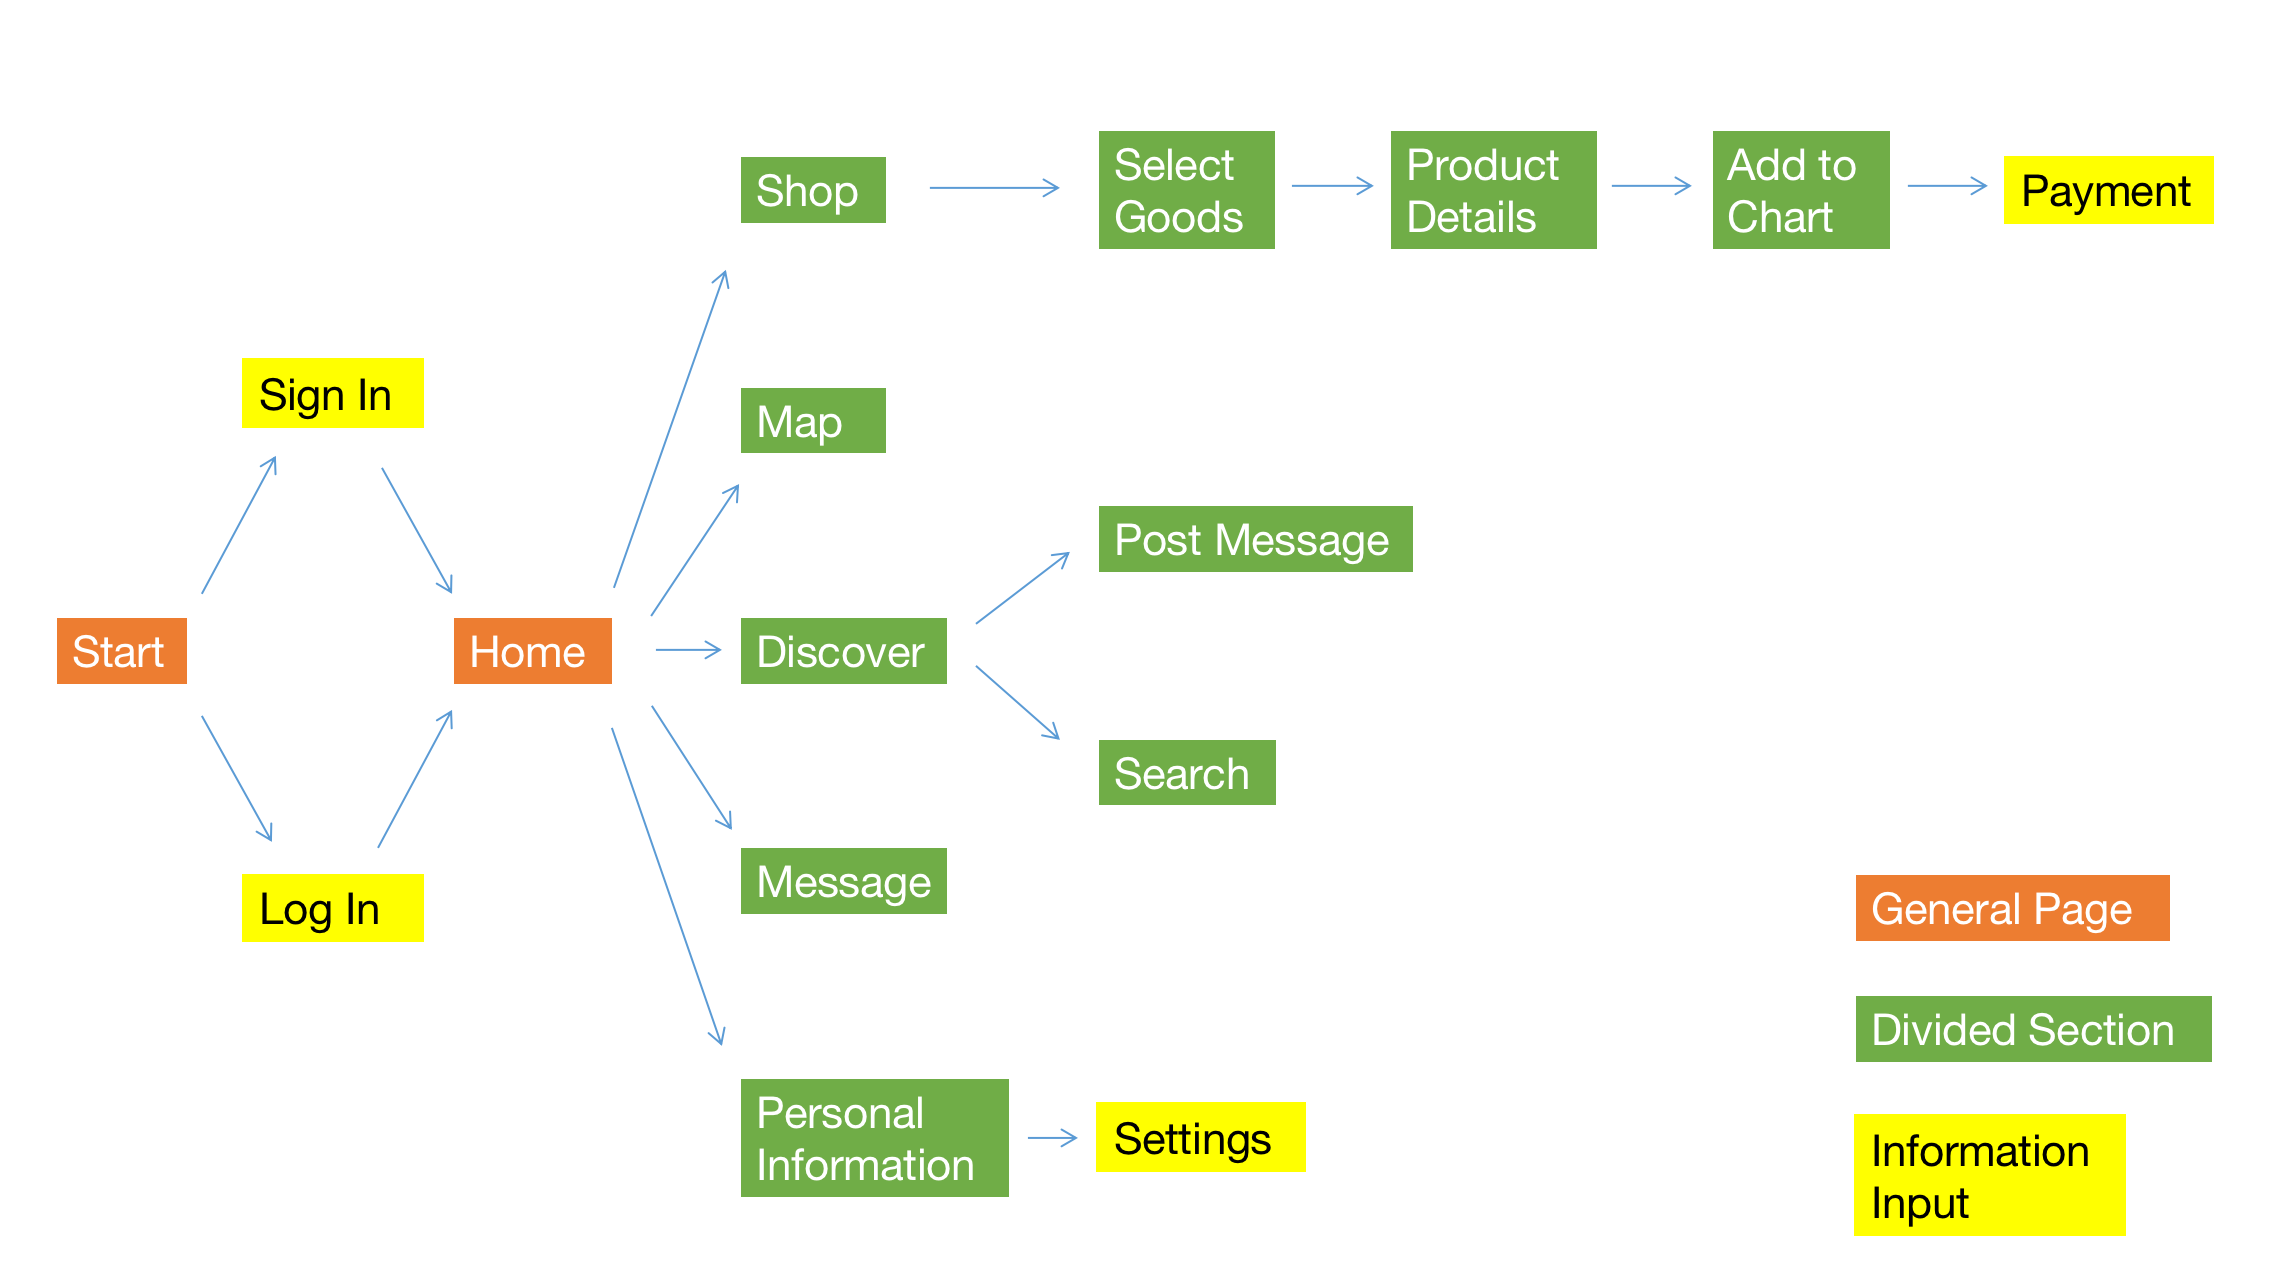 Shop
Select
Goods
Product
Details
Add to
Chart
Payment
Sign In
Map
Post Message
Start
Home
Discover
Search
Message
Log In
General Page
Divided Section
Personal
Information
Settings
Information
Input